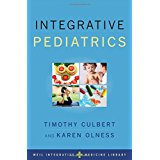 INTEGRATIVE
PEDIATRICS
TIMOTHY CULBERT
AND KAREN OLNESS
WEIL INTEGRATIVE MEDICINE LIBRARY